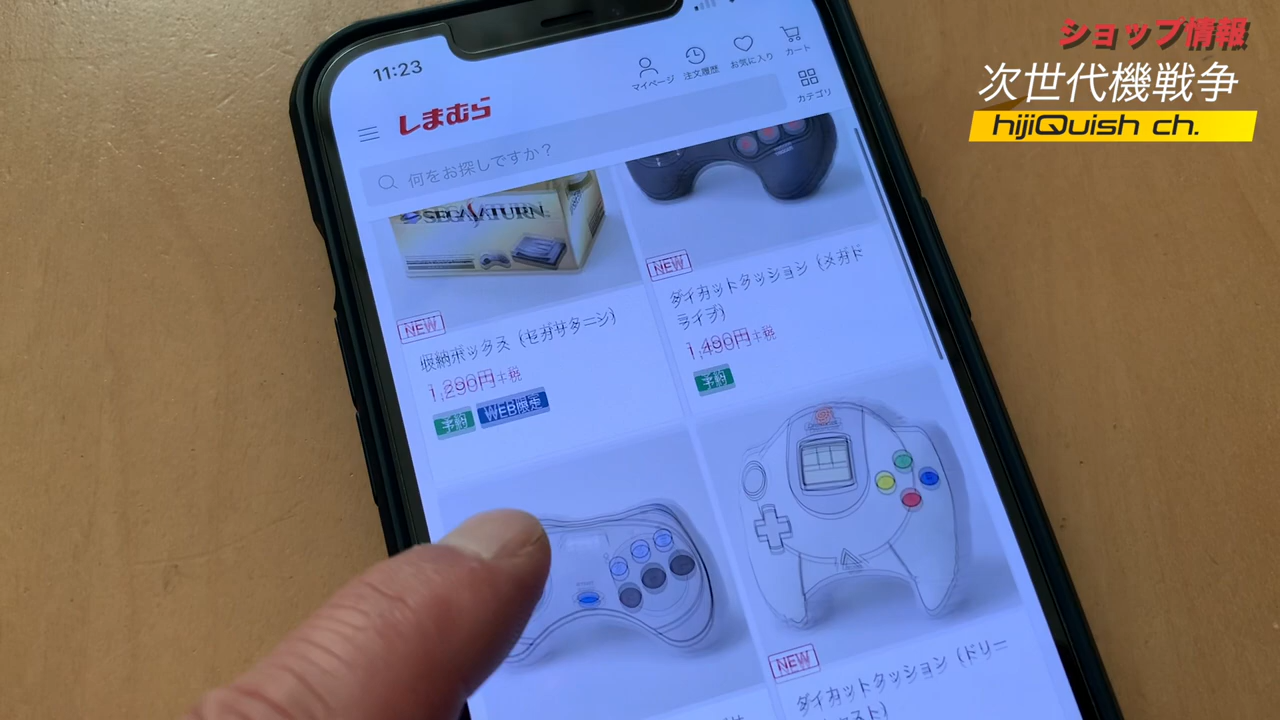 ショップ情報
次世代機戦争
hijiQuish ch.
11:23
マイページ
注文履歴
お気に入り
カート
しまむら
カテゴリ
何をお探しですか？
SEGA SATURN
NEW
収納ボックス（セガサターン）
1,290円+税
予約
WEB限定
NEW
ダイカットクッション（メガド
ライブ）
1,490円+税
予約
NEW
ダイカットクッション（ドリー